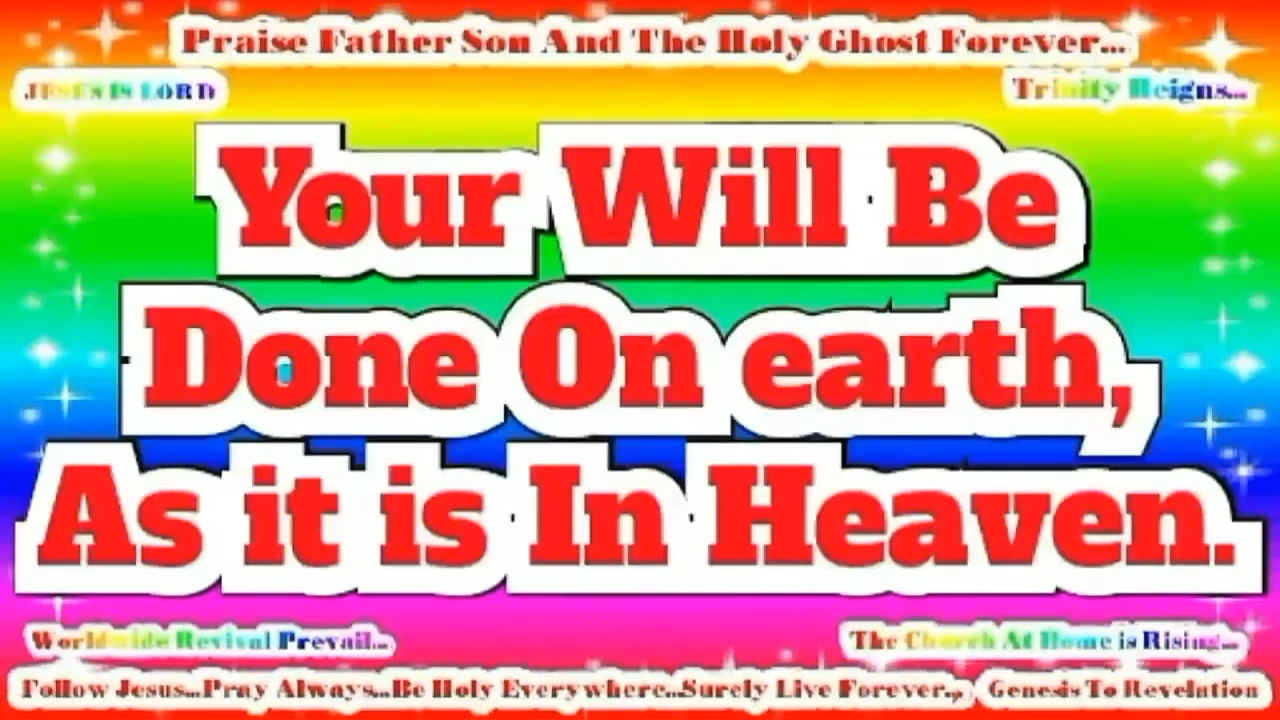 Praise Father Son And The Holy Ghost Forever...
JESUS IS LORD
Trinity Reigns...
Your Will Be
Done On earth,
As it is In Heaven.
Worldwide Revival Prevail...
The Church At Home is Rising...
Follow Jesus...Pray Always...Be Holy Everywhere...Surely Live Forever.., Genesis To Revelation